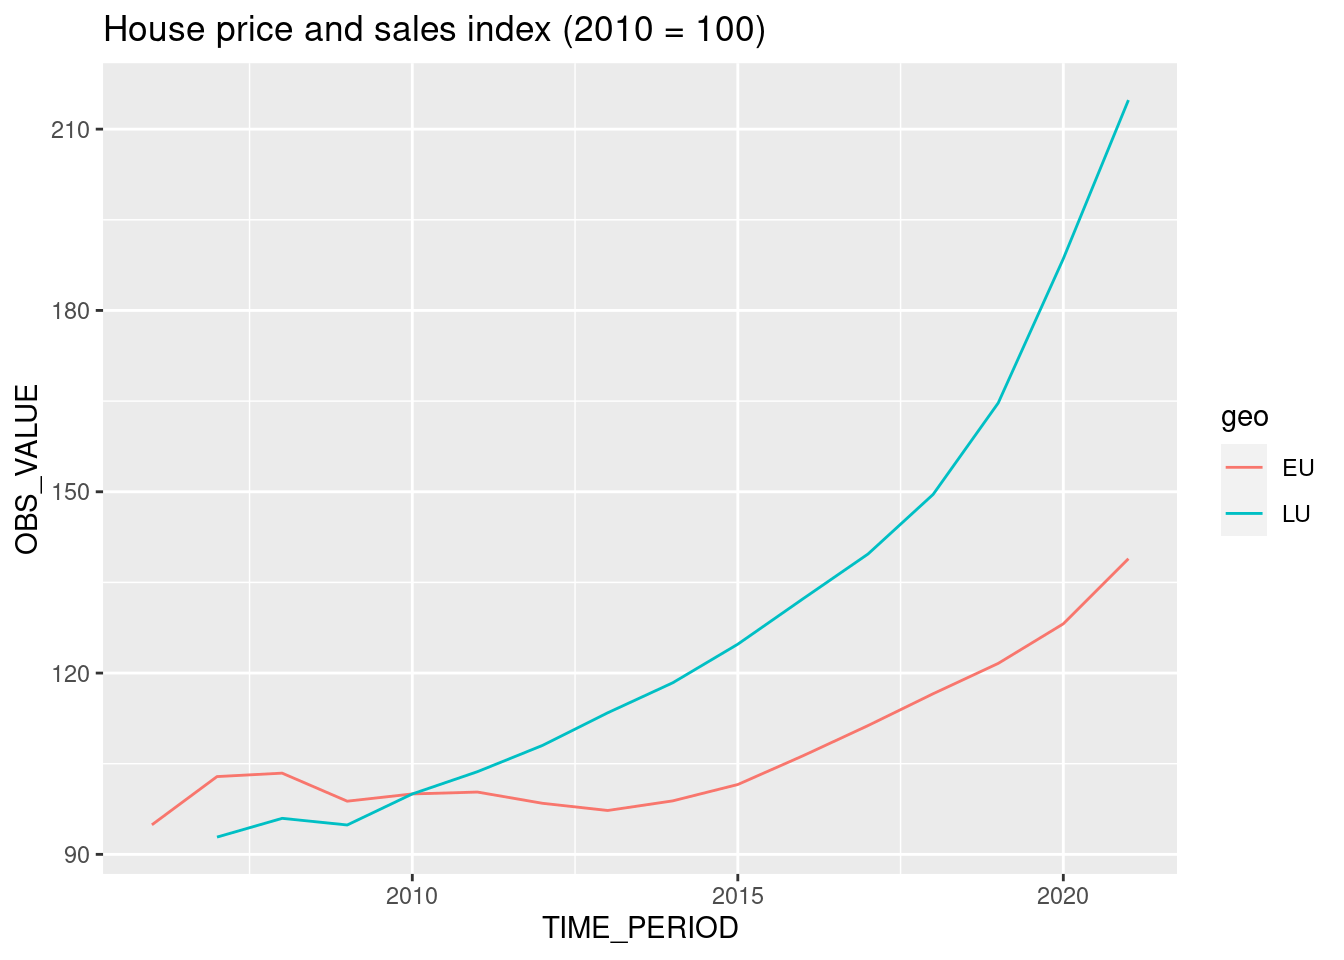 House price and sales index (2010 = 100)
210
180
150
120
90
OBS_VALUE
2010
2015
2020
TIME_PERIOD
geo
EU
LU